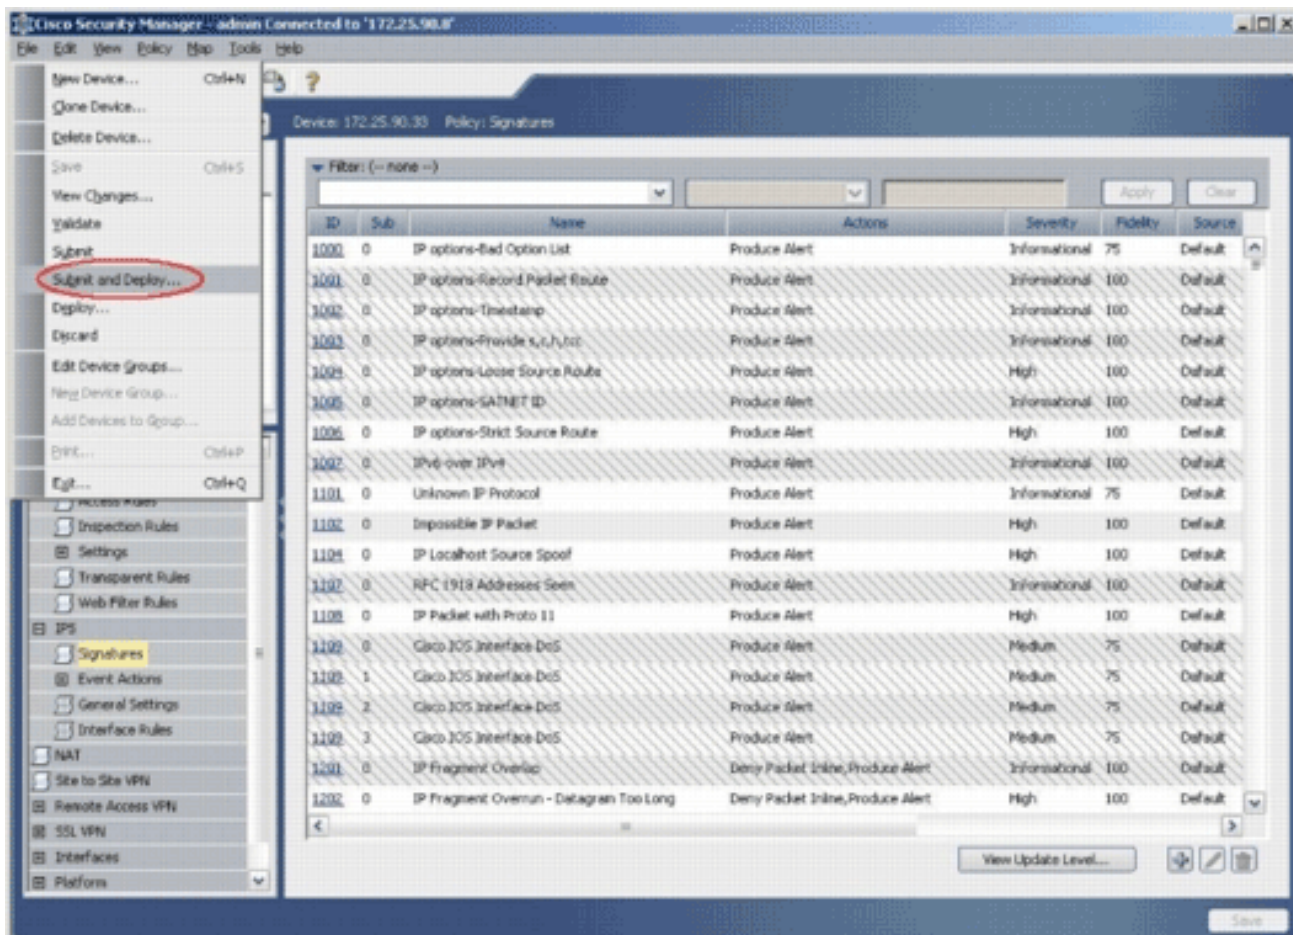 Cisco Security Manager - admin Connected to '172.25.90.8'
File Edit View Policy Map Tools Help
New Device... Ctrl+N
Clone Device...
Delete Device...
Save Ctrl+S
View Changes...
Validate
Submit
Submit and Deploy...
Deploy...
Discard
Edit Device Groups...
New Device Group...
Add Devices to Group...
Print... Ctrl+P
Exit... Ctrl+Q
Access Rules
Inspection Rules
Settings
Transparent Rules
Web Filter Rules
IPS
Signatures
Event Actions
General Settings
Interface Rules
NAT
Site to Site VPN
Remote Access VPN
SSL VPN
Interfaces
Platform
Device: 172.25.90.33 Policy: Signatures
Filter: (-- none --)
Apply Clear
ID Sub Name Actions Severity Fidelity Source
1000 0 IP options-Bad Option List Produce Alert Informational 75 Default
1001 0 IP options-Record Packet Route Produce Alert Informational 100 Default
1002 0 IP options-Timestamp Produce Alert Informational 100 Default
1003 0 IP options-Provide s,c,h,tcc Produce Alert Informational 100 Default
1004 0 IP options-Loose Source Route Produce Alert High 100 Default
1005 0 IP options-SATNET ID Produce Alert Informational 100 Default
1006 0 IP options-Strict Source Route Produce Alert High 100 Default
1007 0 IPv6 over IPv4 Produce Alert Informational 100 Default
1101 0 Unknown IP Protocol Produce Alert Informational 75 Default
1102 0 Impossible IP Packet Produce Alert High 100 Default
1104 0 IP Localhost Source Spoof Produce Alert High 100 Default
1107 0 RFC 1918 Addresses Seen Produce Alert Informational 100 Default
1108 0 IP Packet with Proto 11 Produce Alert High 100 Default
1109 0 Cisco IOS Interface DoS Produce Alert Medium 75 Default
1109 1 Cisco IOS Interface DoS Produce Alert Medium 75 Default
1109 2 Cisco IOS Interface DoS Produce Alert Medium 75 Default
1109 3 Cisco IOS Interface DoS Produce Alert Medium 75 Default
1201 0 IP Fragment Overlap Deny Packet Inline,Produce Alert Informational 100 Default
1202 0 IP Fragment Overrun - Datagram Too Long Deny Packet Inline,Produce Alert High 100 Default
View Update Level...
Save